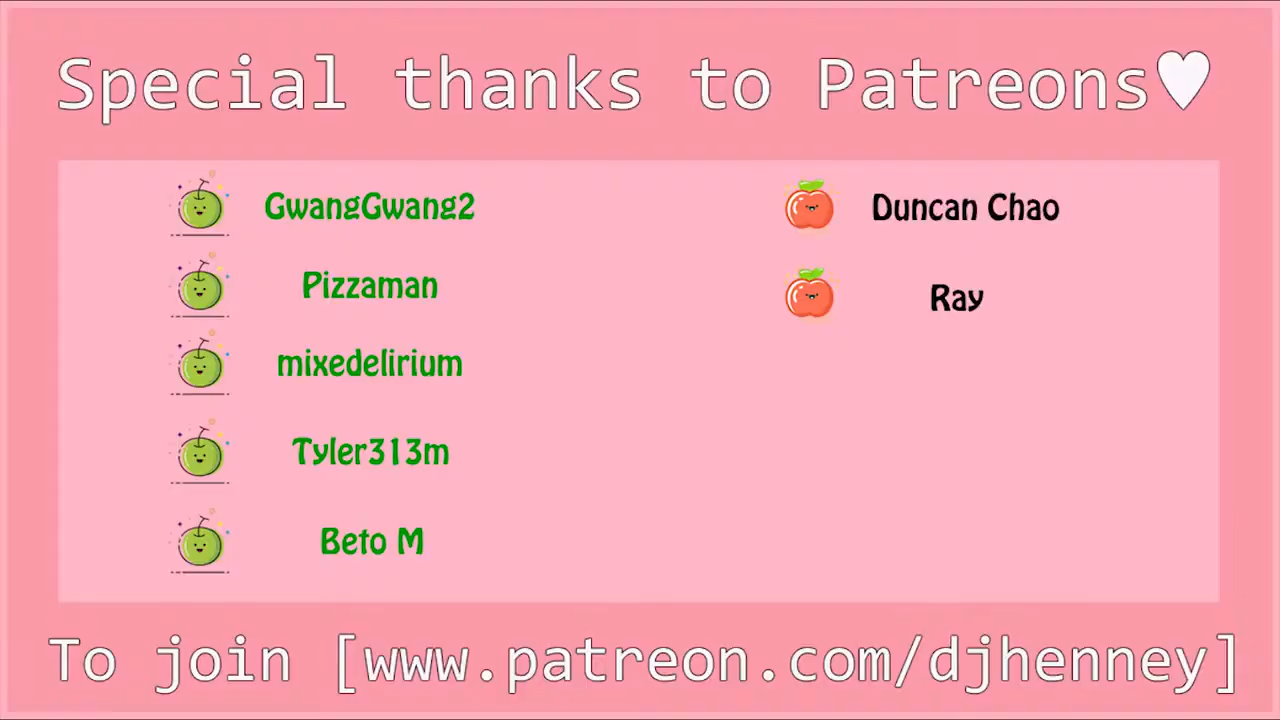 Special thanks to Patreons♥
GwangGwang2
Pizzaman
mixedelirium
Tyler313m
Beto M
Duncan Chao
Ray
To join [www.patreon.com/djhenney]